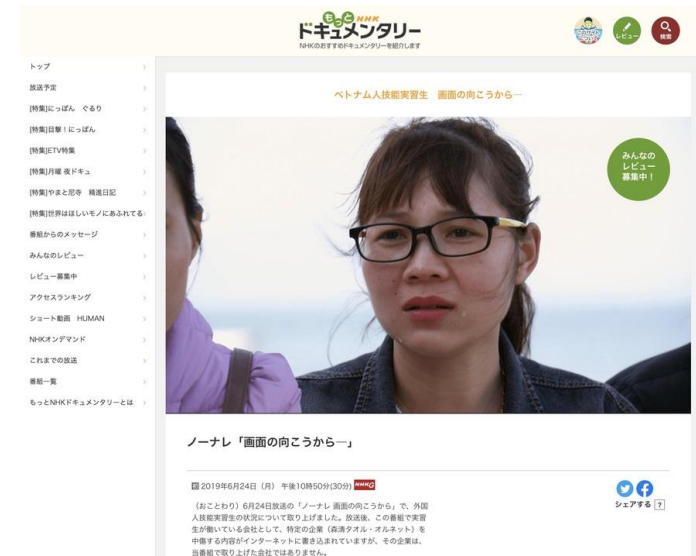 もっとNHK
ドキュメンタリー
NHKのおすすめドキュメンタリーを紹介します
レビュー
検索
トップ
放送予定
[特集]にっぽん　ぐるり
[特集]目撃！にっぽん
[特集]ETV特集
[特集]月曜 夜ドキュ
[特集]やまと尼寺　精進日記
[特集]世界はほしいモノにあふれてる
番組からのメッセージ
みんなのレビュー
レビュー募集中
アクセスランキング
ショート動画　HUMAN
NHKオンデマンド
これまでの放送
番組一覧
もっとNHKドキュメンタリーとは
ベトナム人技能実習生　画面の向こうから―
みんなの
レビュー
募集中！
ノーナレ「画面の向こうから―」
2019年6月24日（月） 午後10時50分(30分) NHKG
シェアする ?
（おことわり）6月24日放送の「ノーナレ 画面の向こうから」で、外国
人技能実習生の状況について取り上げました。放送後、この番組で実習
生が働いている会社として、特定の企業（森清タオル・オルネット）を
中傷する内容がインターネットに書き込まれていますが、その企業は、
当番組で取り上げた会社ではありません。